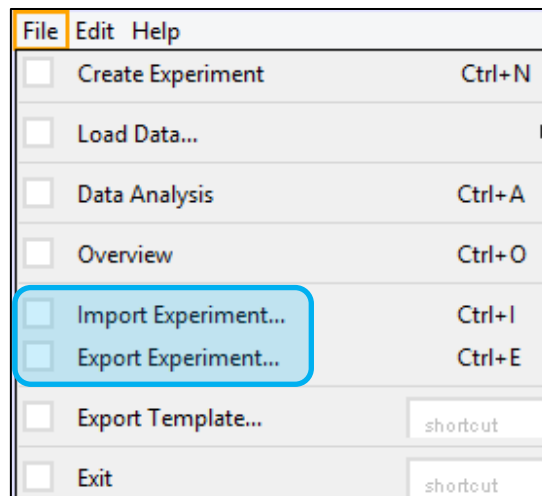 File Edit Help
Create Experiment Ctrl+N
Load Data...
Data Analysis Ctrl+A
Overview Ctrl+O
Import Experiment... Ctrl+I
Export Experiment... Ctrl+E
Export Template... shortcut
Exit shortcut